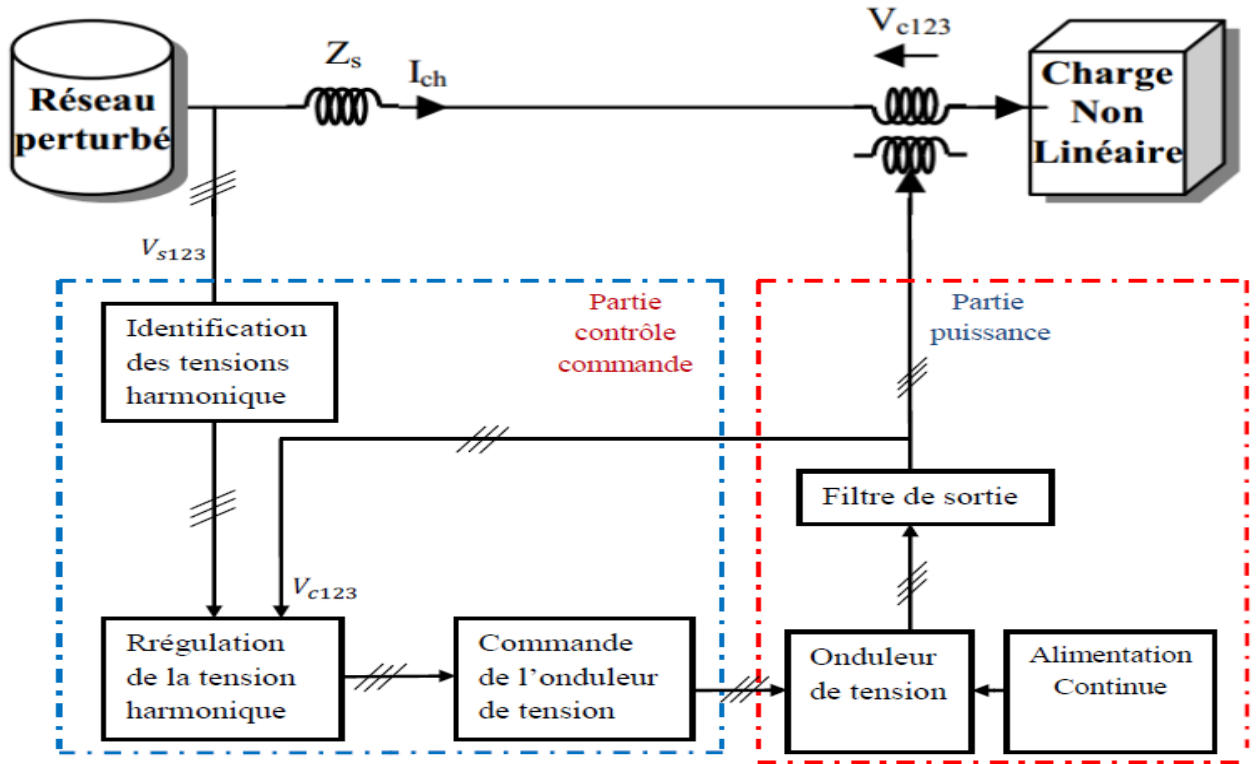 Réseau
perturbé
Zs
Ich
Vc123
Charge
Non
Linéaire
Vs123
Identification
des tensions
harmonique
Partie
contrôle
commande
Partie
puissance
Filtre de sortie
Vc123
Rrégulation
de la tension
harmonique
Commande
de l’onduleur
de tension
Onduleur
de tension
Alimentation
Continue